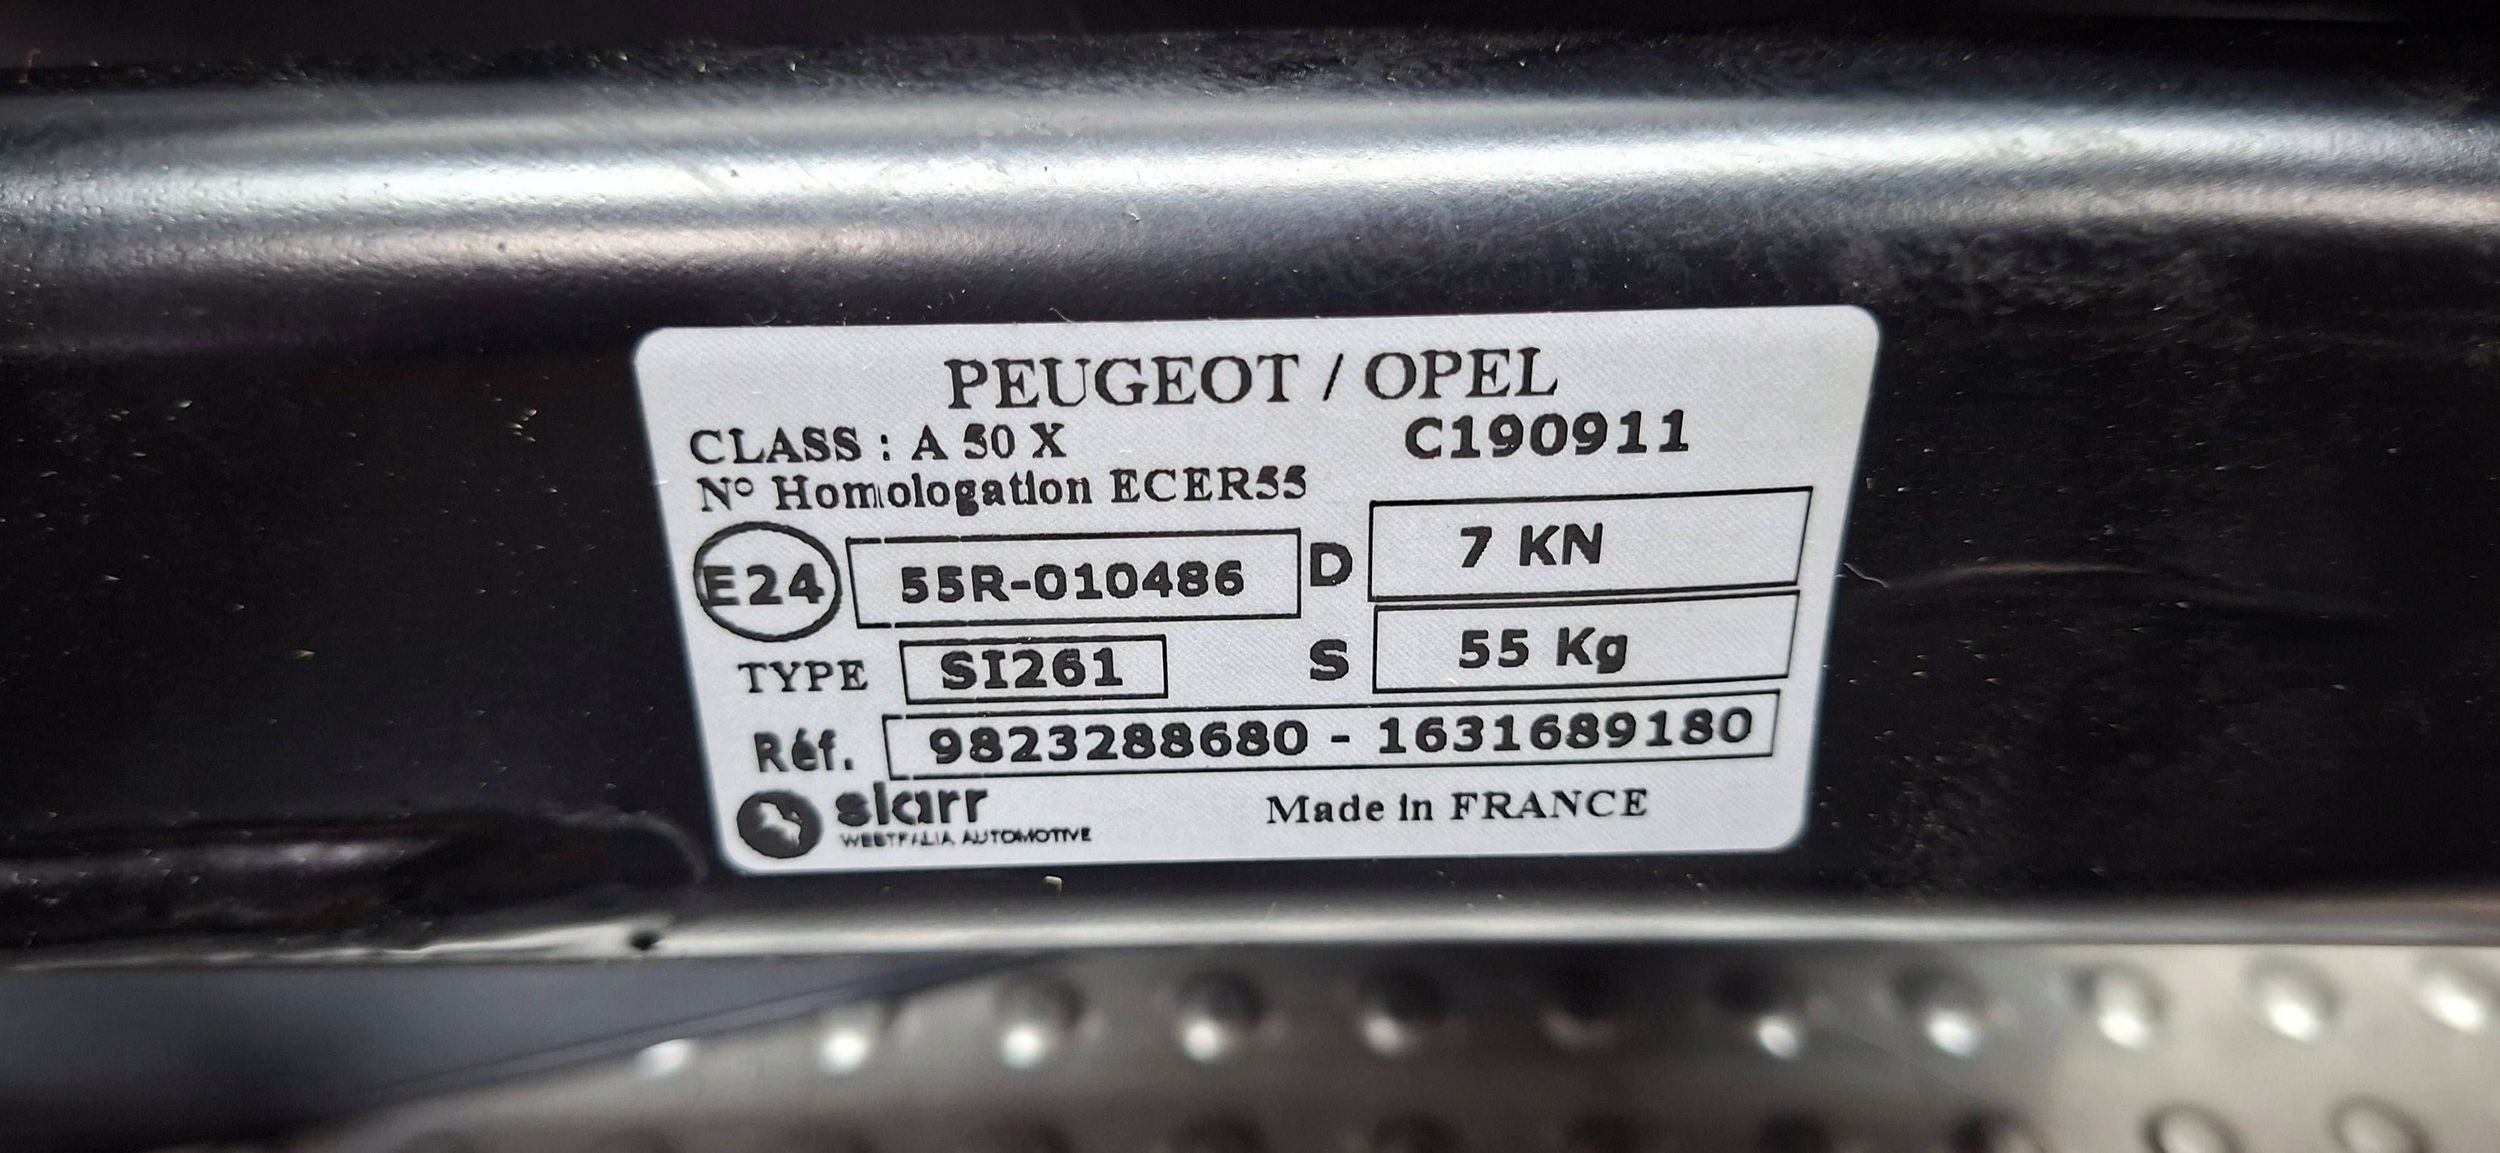 PEUGEOT / OPEL
CLASS : A 50 X C190911
N° Homologation ECER55
E24 55R-010486 D 7 KN
TYPE SI261 S 55 Kg
Réf. 9823288680 - 1631689180
siarr Made in FRANCE
WESTFALIA AUTOMOTIVE